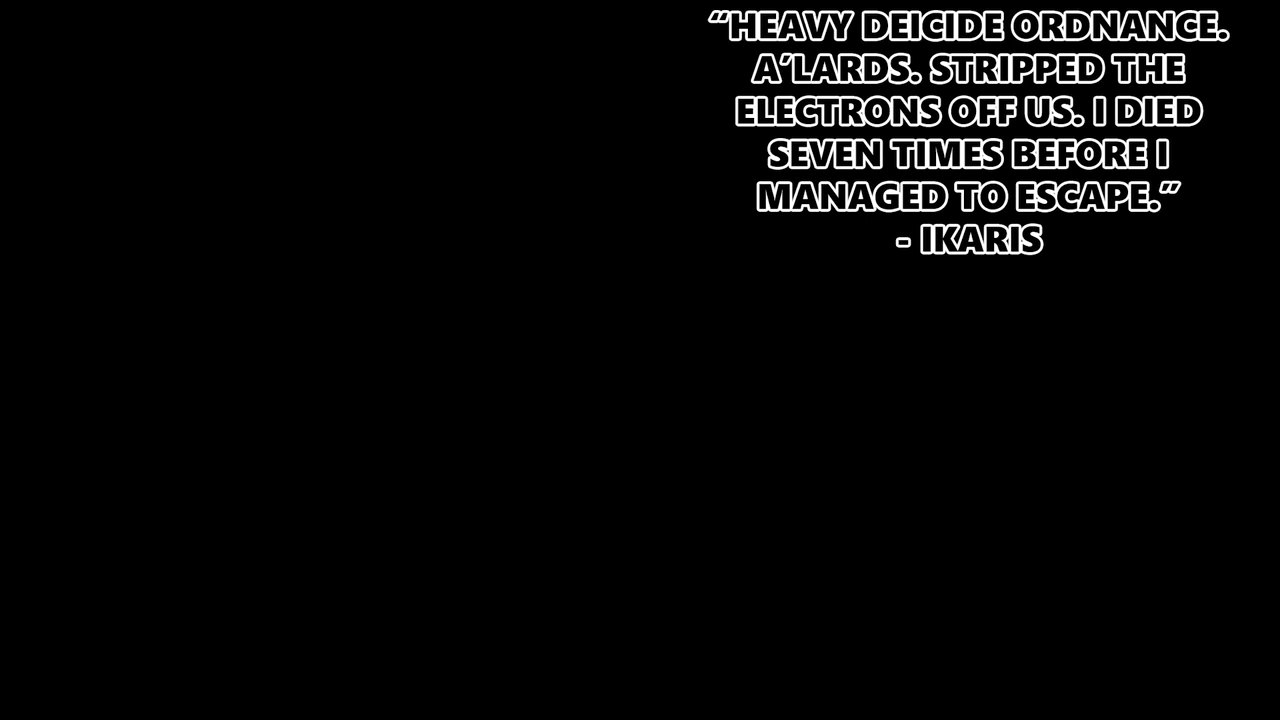 “HEAVY DEICIDE ORDNANCE.
A’LARDS. STRIPPED THE
ELECTRONS OFF US. I DIED
SEVEN TIMES BEFORE I
MANAGED TO ESCAPE.”
- IKARIS